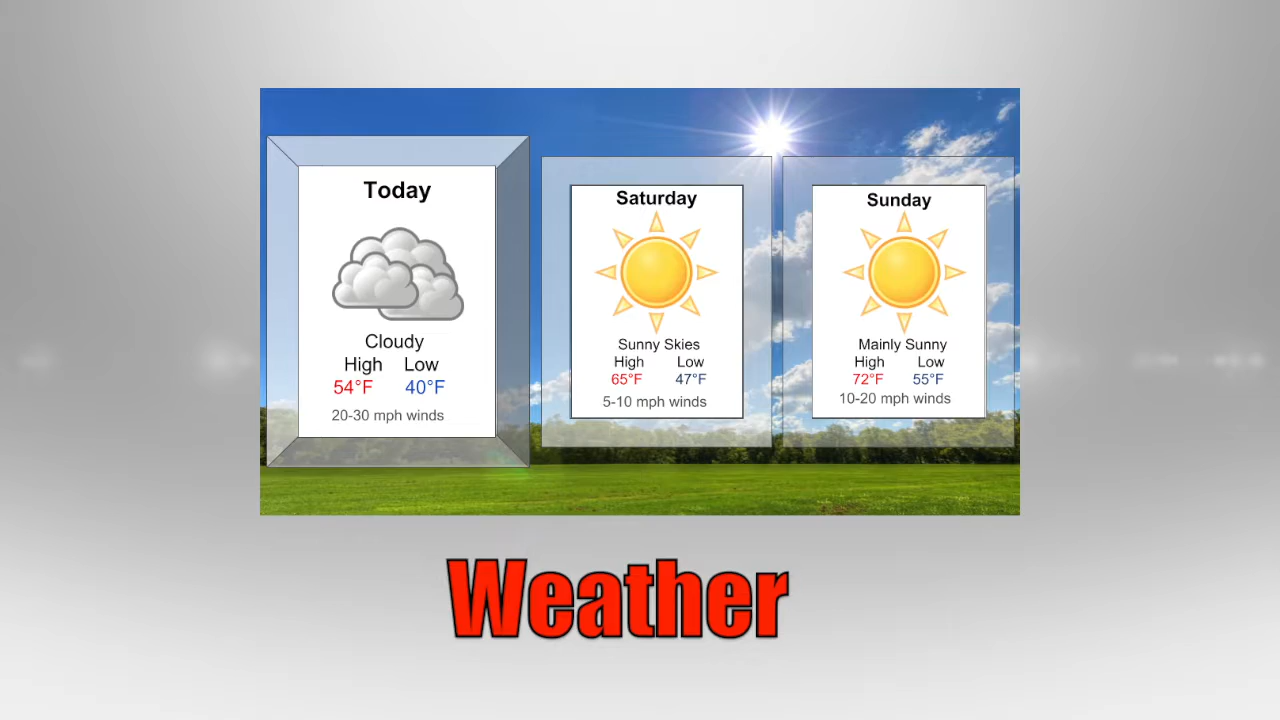 Today
Cloudy
High Low
54°F 40°F
20-30 mph winds
Saturday
Sunny Skies
High Low
65°F 47°F
5-10 mph winds
Sunday
Mainly Sunny
High Low
72°F 55°F
10-20 mph winds
Weather